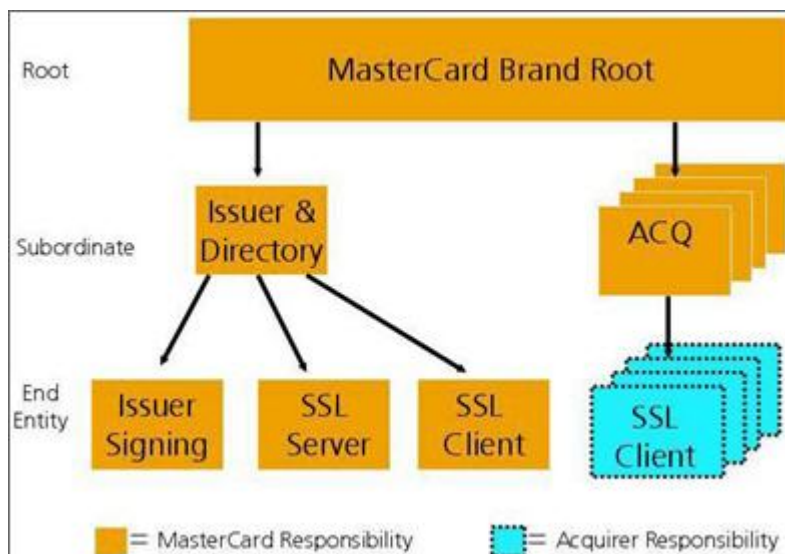 Root
MasterCard Brand Root
Subordinate
Issuer &
Directory
ACQ
End
Entity
Issuer
Signing
SSL
Server
SSL
Client
SSL
Client
= MasterCard Responsibility
= Acquirer Responsibility